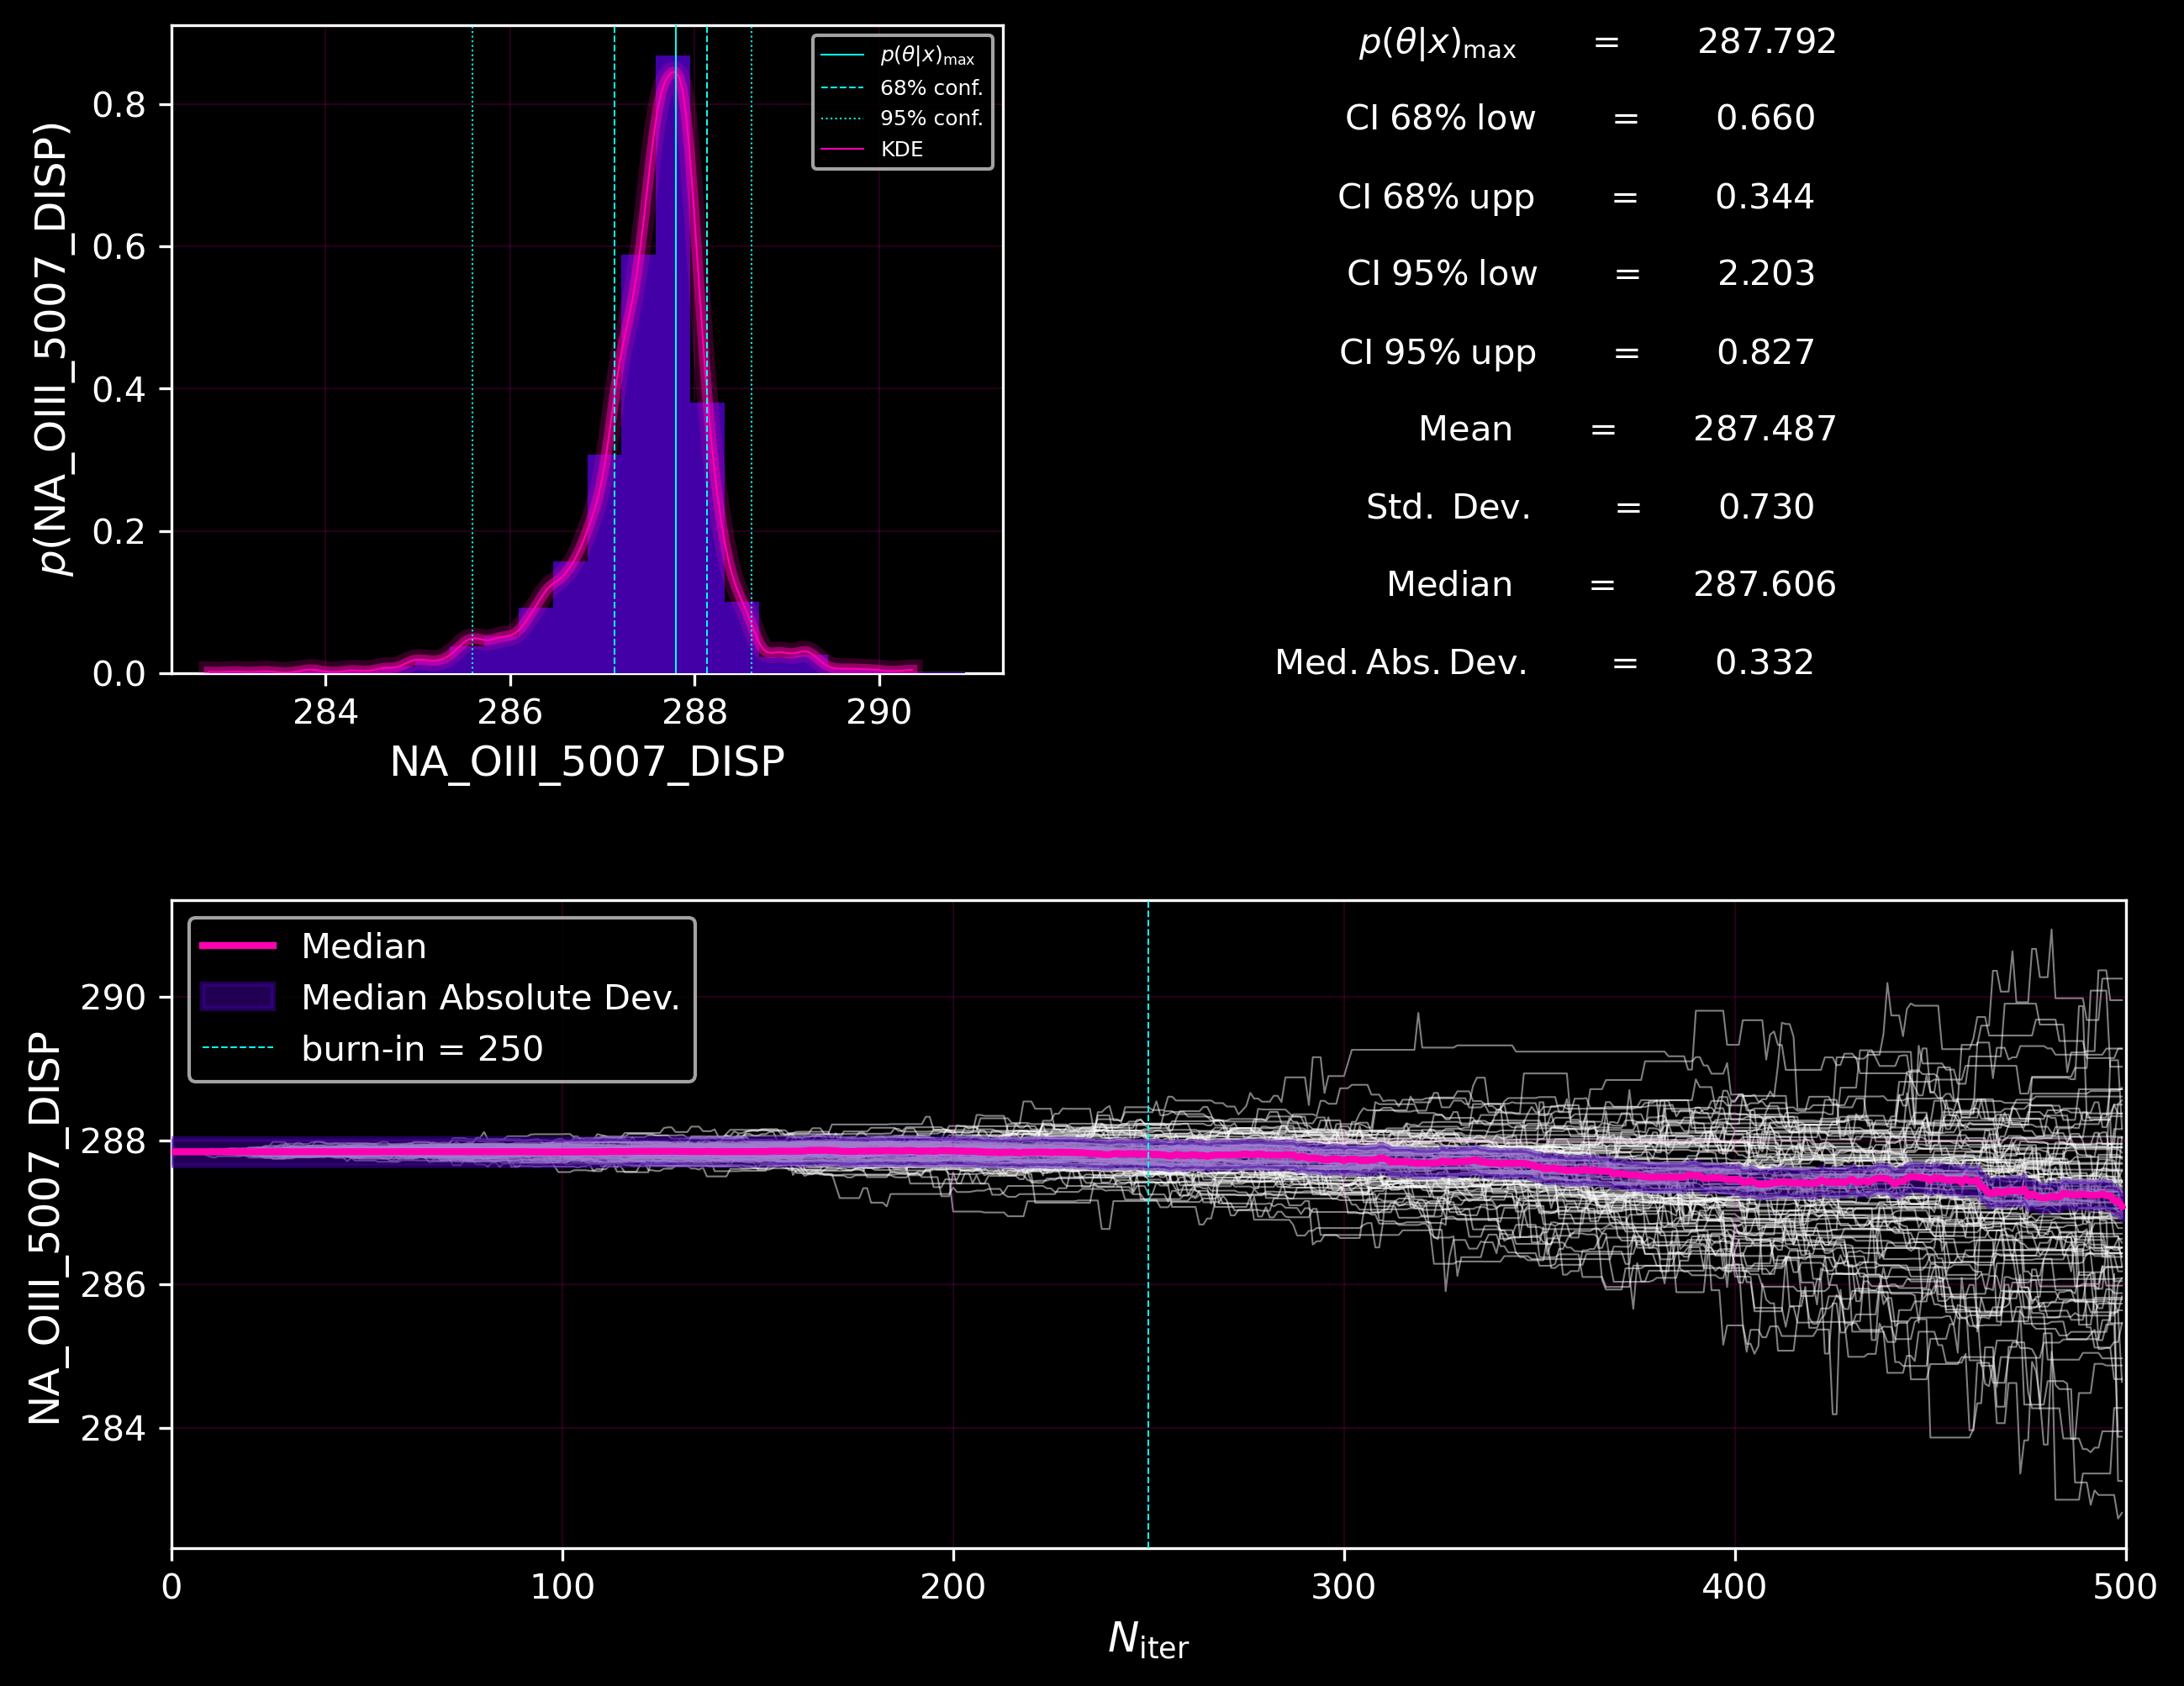 p(θ|x)max
68% conf.
95% conf.
KDE
0.8
0.6
0.4
0.2
0.0
p(NA_OIII_5007_DISP)
284 286 288 290
NA_OIII_5007_DISP
p(θ|x)max = 287.792
CI 68% low = 0.660
CI 68% upp = 0.344
CI 95% low = 2.203
CI 95% upp = 0.827
Mean = 287.487
Std. Dev. = 0.730
Median = 287.606
Med. Abs. Dev. = 0.332
Median
Median Absolute Dev.
burn-in = 250
290
288
286
284
NA_OIII_5007_DISP
0 100 200 300 400 500
Niter